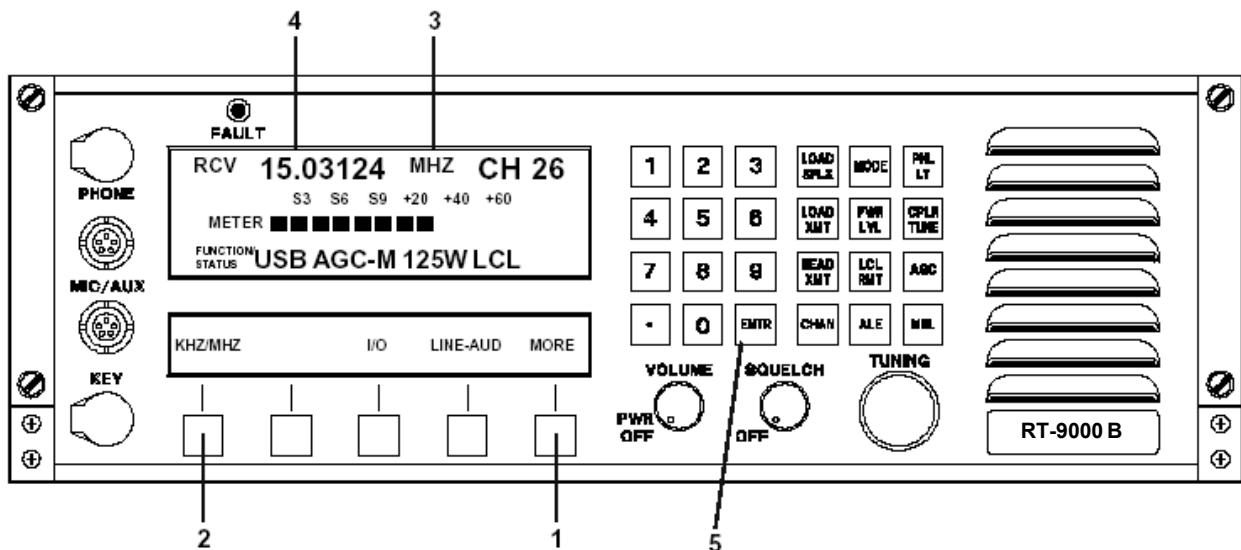 4 3
FAULT
RCV 15.03124 MHZ CH 26
S3 S6 S9 +20 +40 +60
METER
FUNCTION/
STATUS USB AGC-M 125W LCL
PHONE
MIC/AUX
KEY
KHZ/MHZ I/O LINE-AUD MORE
1 2 3 LOAD SPLX MODE PNL LT
4 5 6 LOAD XMT PWR LVL CPLR TUNE
7 8 9 READ XMT LCL RMT AGC
. 0 ENTR CHAN ALE
VOLUME SQUELCH TUNING
PWR
OFF OFF
RT-9000 B
2 1 5